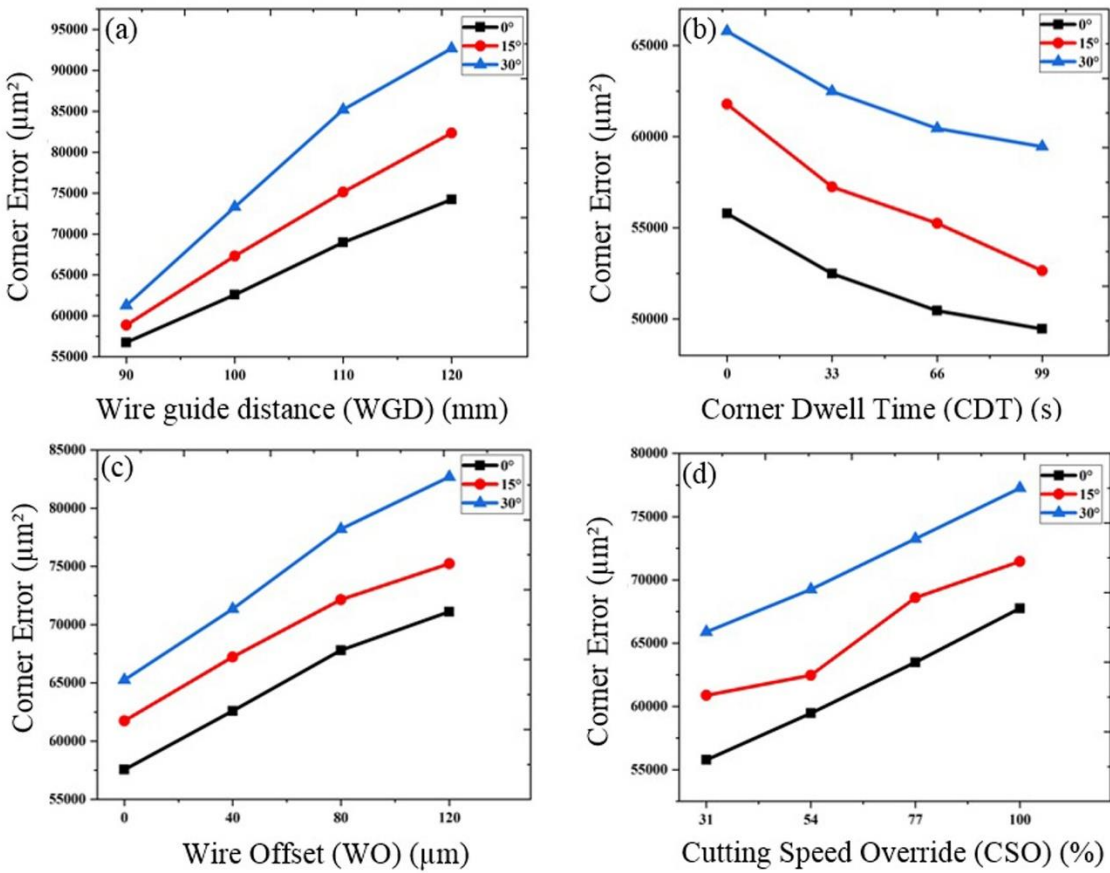 (a)
0°
15°
30°
95000
90000
85000
80000
75000
70000
65000
60000
55000
90 100 110 120
Corner Error (μm²)
Wire guide distance (WGD) (mm)
(b)
0°
15°
30°
65000
60000
55000
50000
0 33 66 99
Corner Error (μm²)
Corner Dwell Time (CDT) (s)
(c)
0°
15°
30°
85000
80000
75000
70000
65000
60000
55000
0 40 80 120
Corner Error (μm²)
Wire Offset (WO) (μm)
(d)
0°
15°
30°
80000
75000
70000
65000
60000
55000
31 54 77 100
Corner Error (μm²)
Cutting Speed Override (CSO) (%)